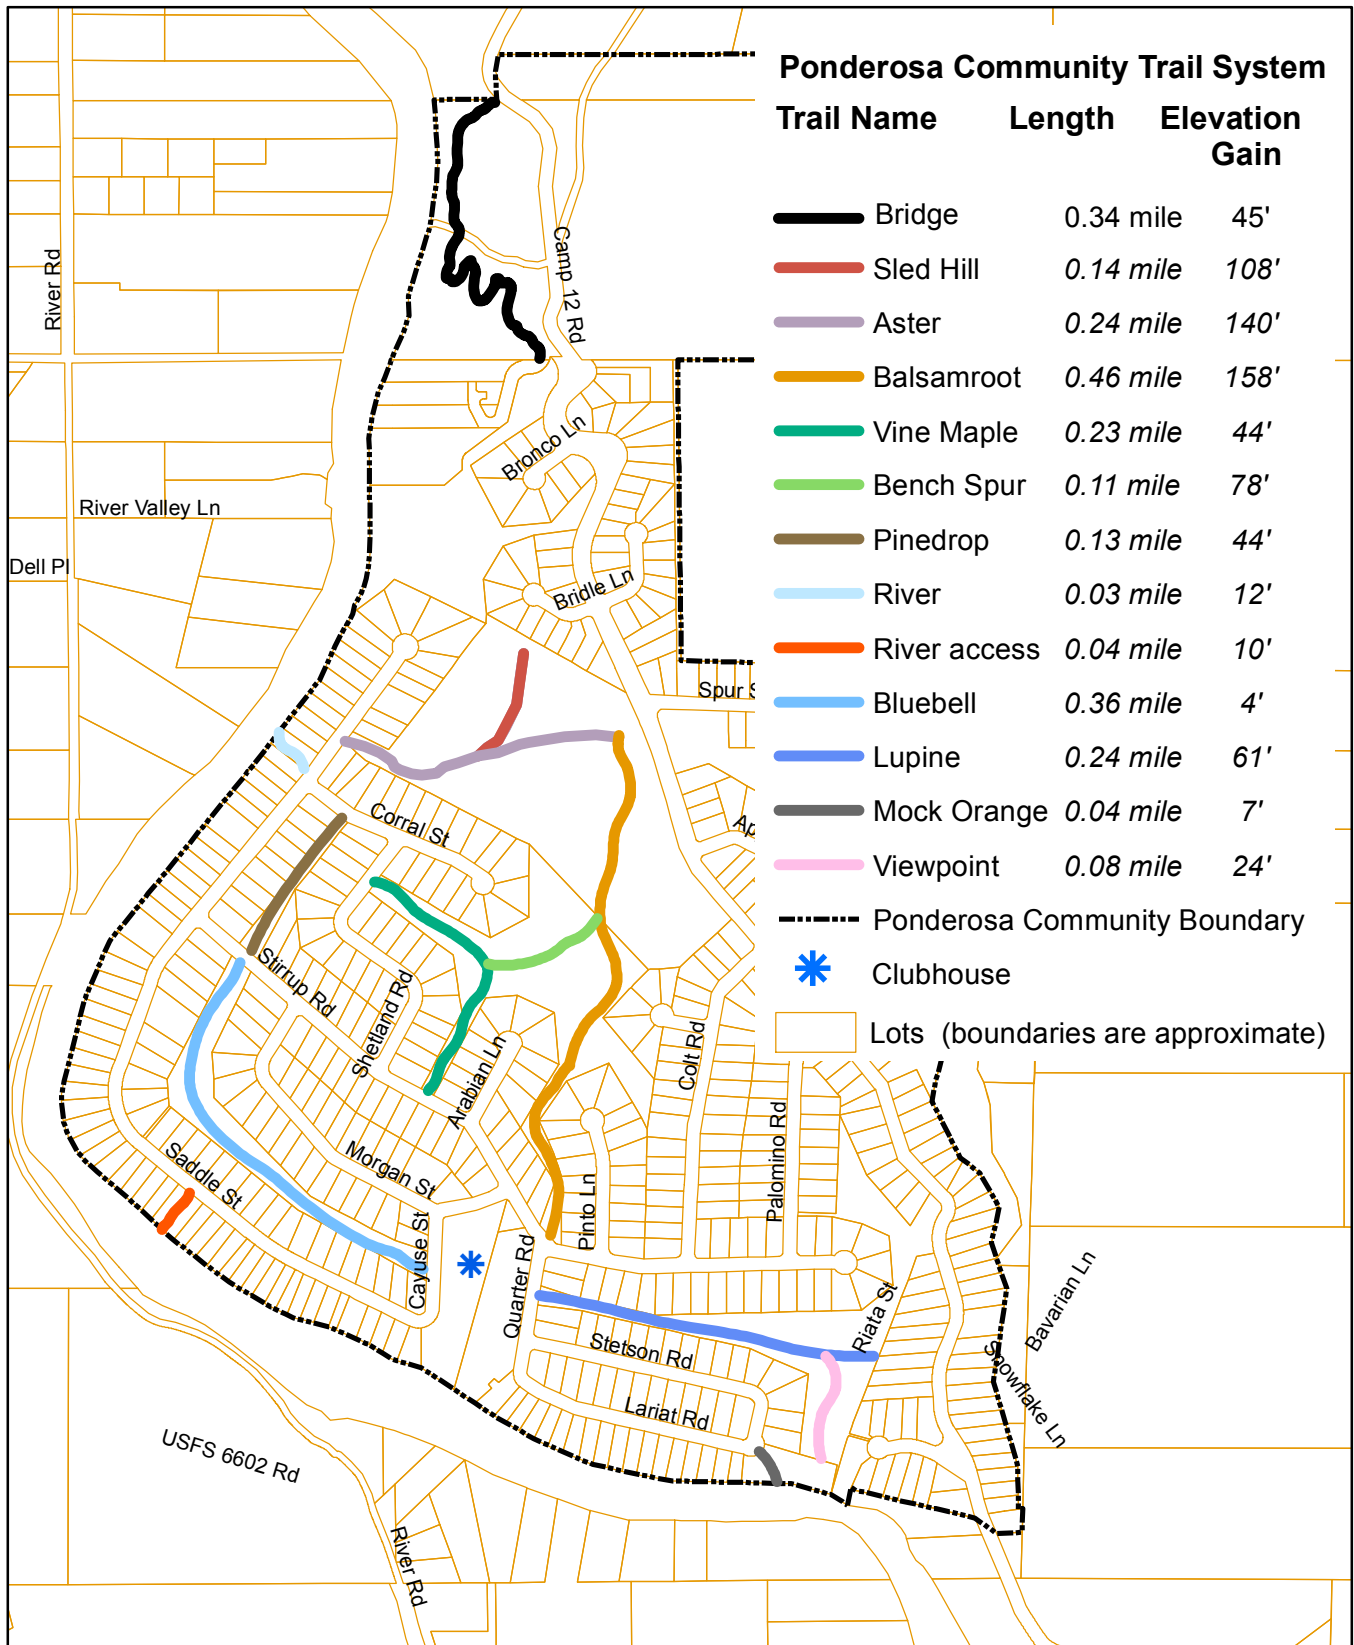 Ponderosa Community Trail System
Trail Name Length Elevation
Gain
Bridge 0.34 mile 45'
Sled Hill 0.14 mile 108'
Aster 0.24 mile 140'
Balsamroot 0.46 mile 158'
Vine Maple 0.23 mile 44'
Bench Spur 0.11 mile 78'
Pinedrop 0.13 mile 44'
River 0.03 mile 12'
River access 0.04 mile 10'
Bluebell 0.36 mile 4'
Lupine 0.24 mile 61'
Mock Orange 0.04 mile 7'
Viewpoint 0.08 mile 24'
Ponderosa Community Boundary
Clubhouse
Lots (boundaries are approximate)
River Rd
Camp 12 Rd
Bronco Ln
River Valley Ln
Dell Pl
Bridle Ln
Spur S
Corral St
Ap
Stirrup Rd
Shetland Rd
Arabian Ln
Colt Rd
Morgan St
Saddle St
Palomino Rd
Pinto Ln
Cayuse St
Quarter Rd
Riata St
Bavarian Ln
Stetson Rd
Snowflake Ln
Lariat Rd
USFS 6602 Rd
River Rd